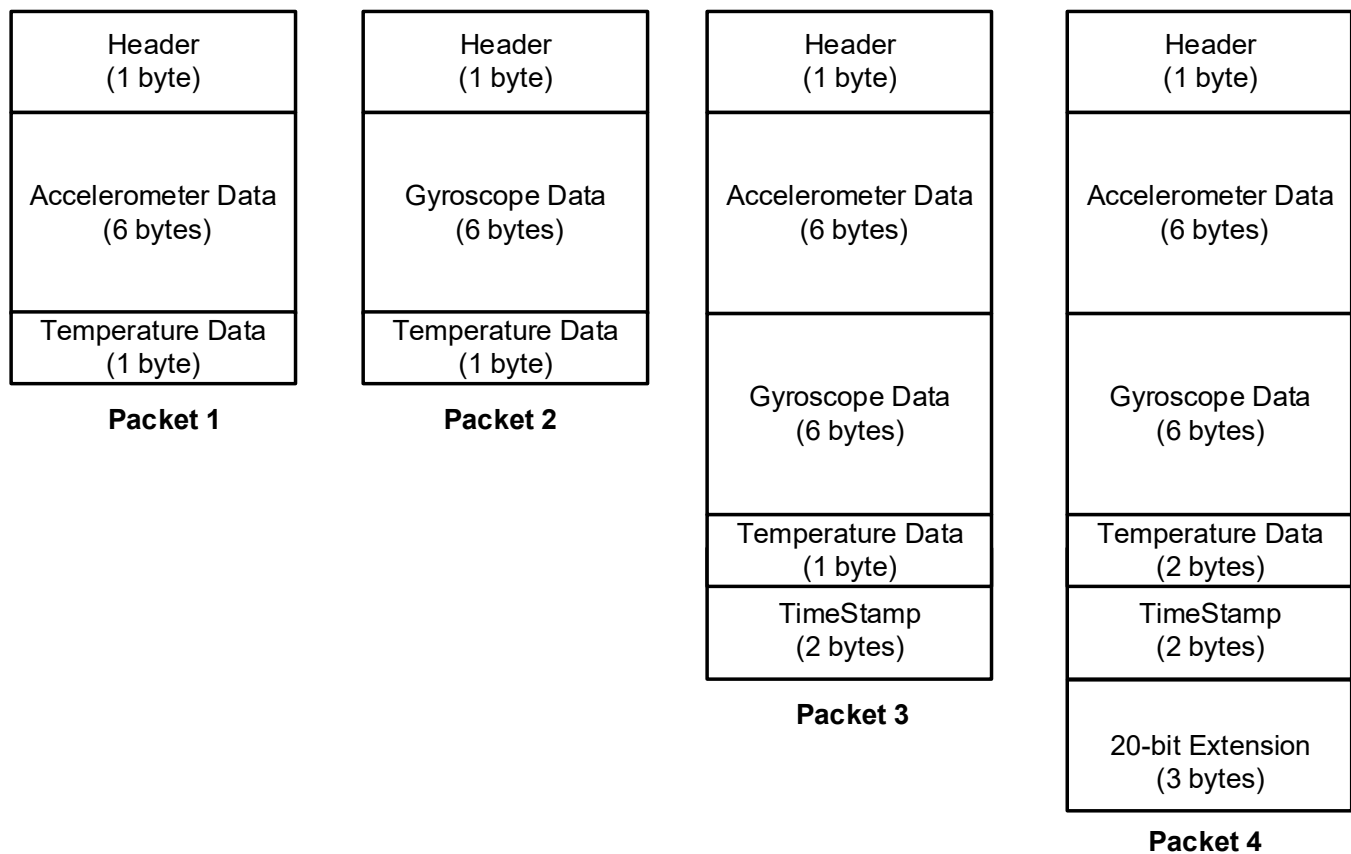 Header
(1 byte)
Accelerometer Data
(6 bytes)
Temperature Data
(1 byte)
Packet 1
Header
(1 byte)
Gyroscope Data
(6 bytes)
Temperature Data
(1 byte)
Packet 2
Header
(1 byte)
Accelerometer Data
(6 bytes)
Gyroscope Data
(6 bytes)
Temperature Data
(1 byte)
TimeStamp
(2 bytes)
Packet 3
Header
(1 byte)
Accelerometer Data
(6 bytes)
Gyroscope Data
(6 bytes)
Temperature Data
(2 bytes)
TimeStamp
(2 bytes)
20-bit Extension
(3 bytes)
Packet 4